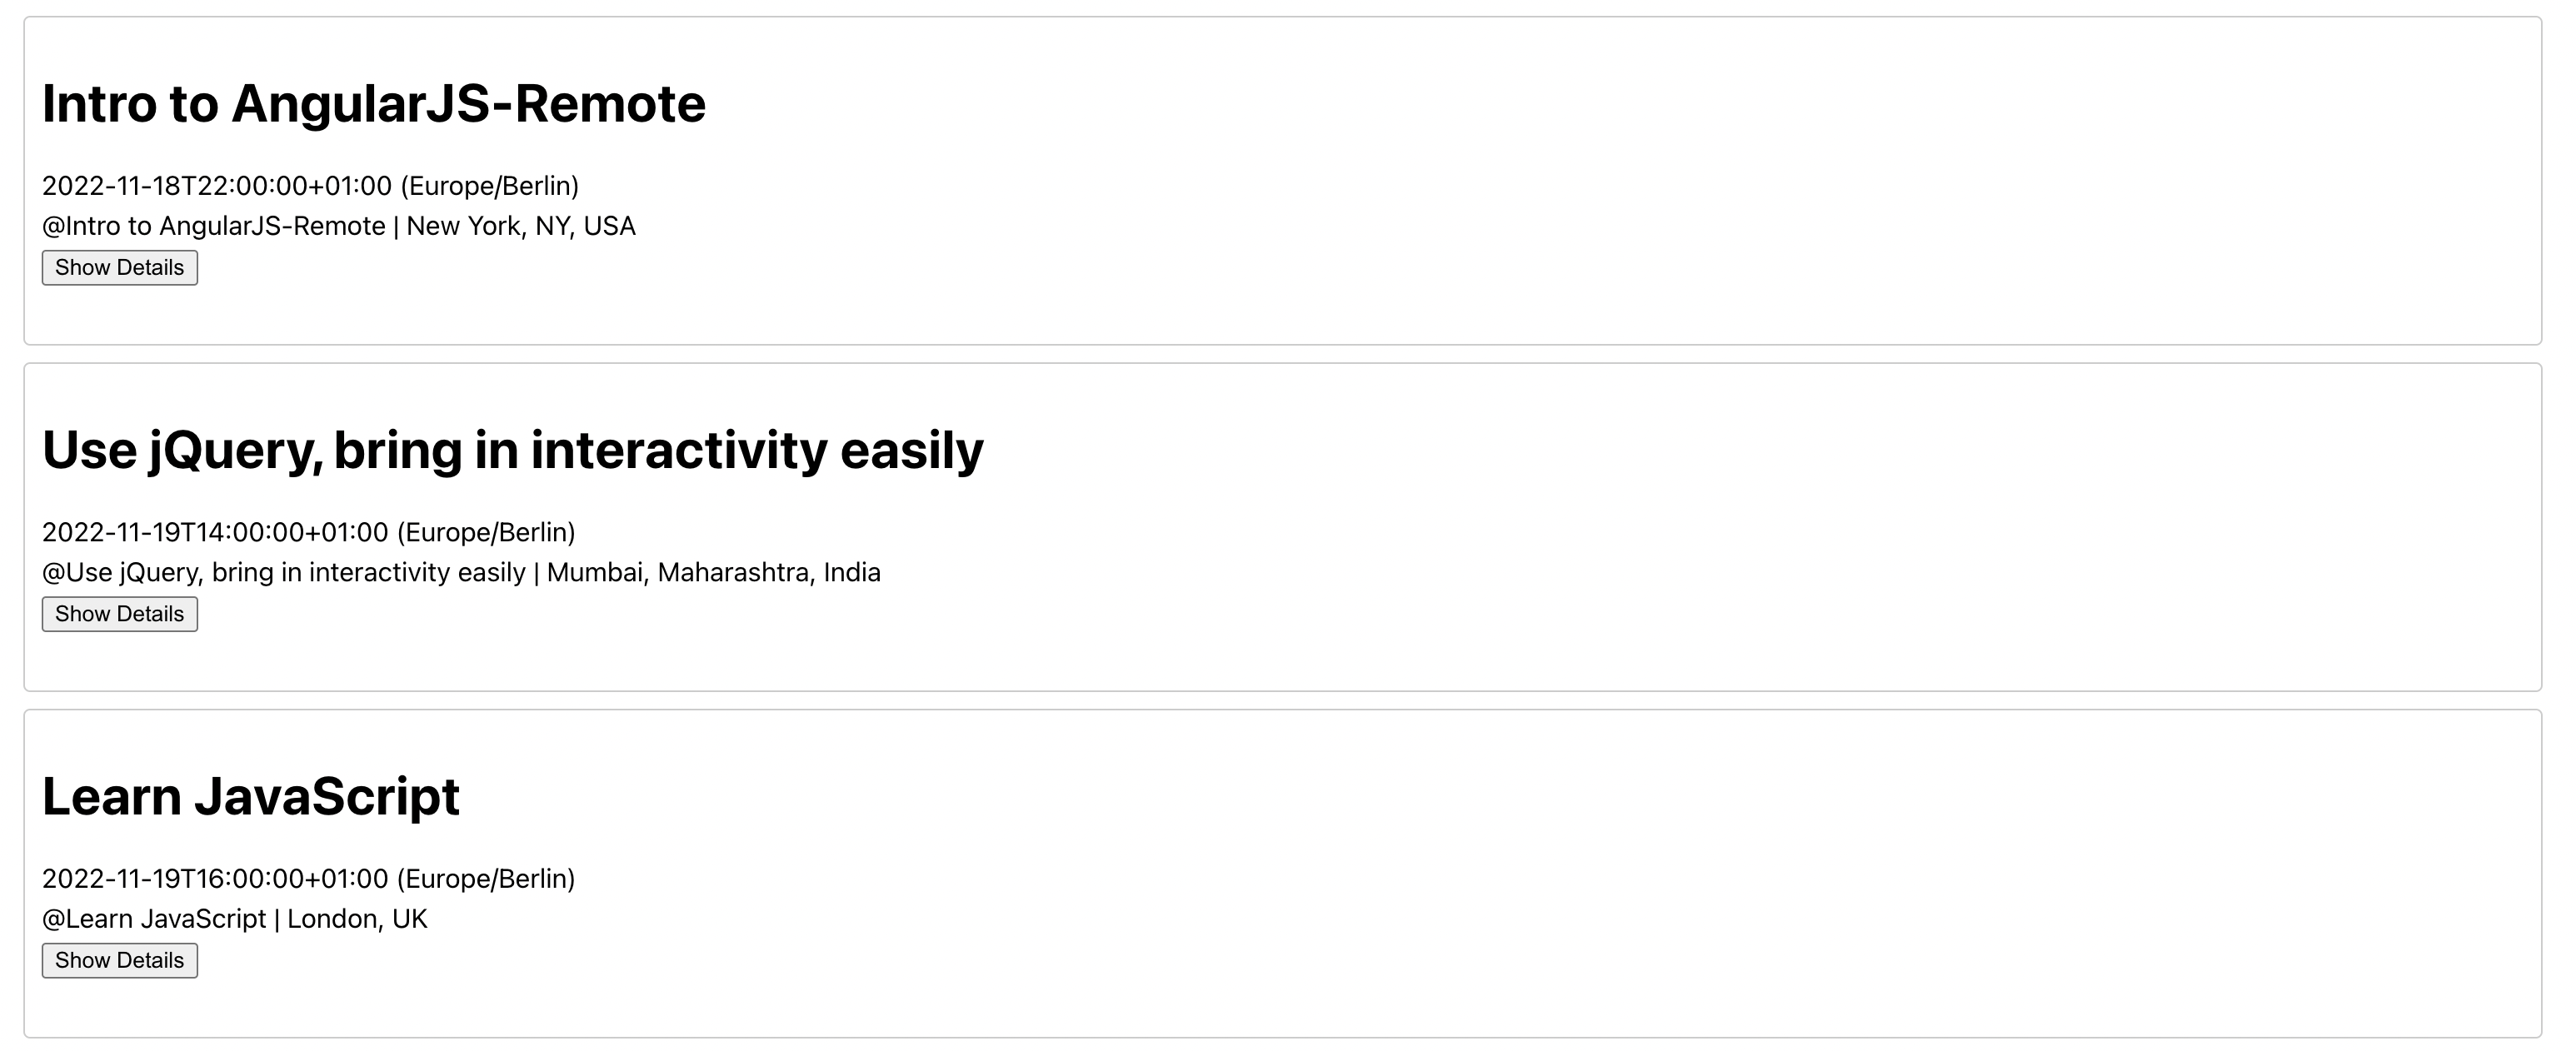 Intro to AngularJS-Remote
2022-11-18T22:00:00+01:00 (Europe/Berlin)
@Intro to AngularJS-Remote | New York, NY, USA
Show Details
Use jQuery, bring in interactivity easily
2022-11-19T14:00:00+01:00 (Europe/Berlin)
@Use jQuery, bring in interactivity easily | Mumbai, Maharashtra, India
Show Details
Learn JavaScript
2022-11-19T16:00:00+01:00 (Europe/Berlin)
@Learn JavaScript | London, UK
Show Details